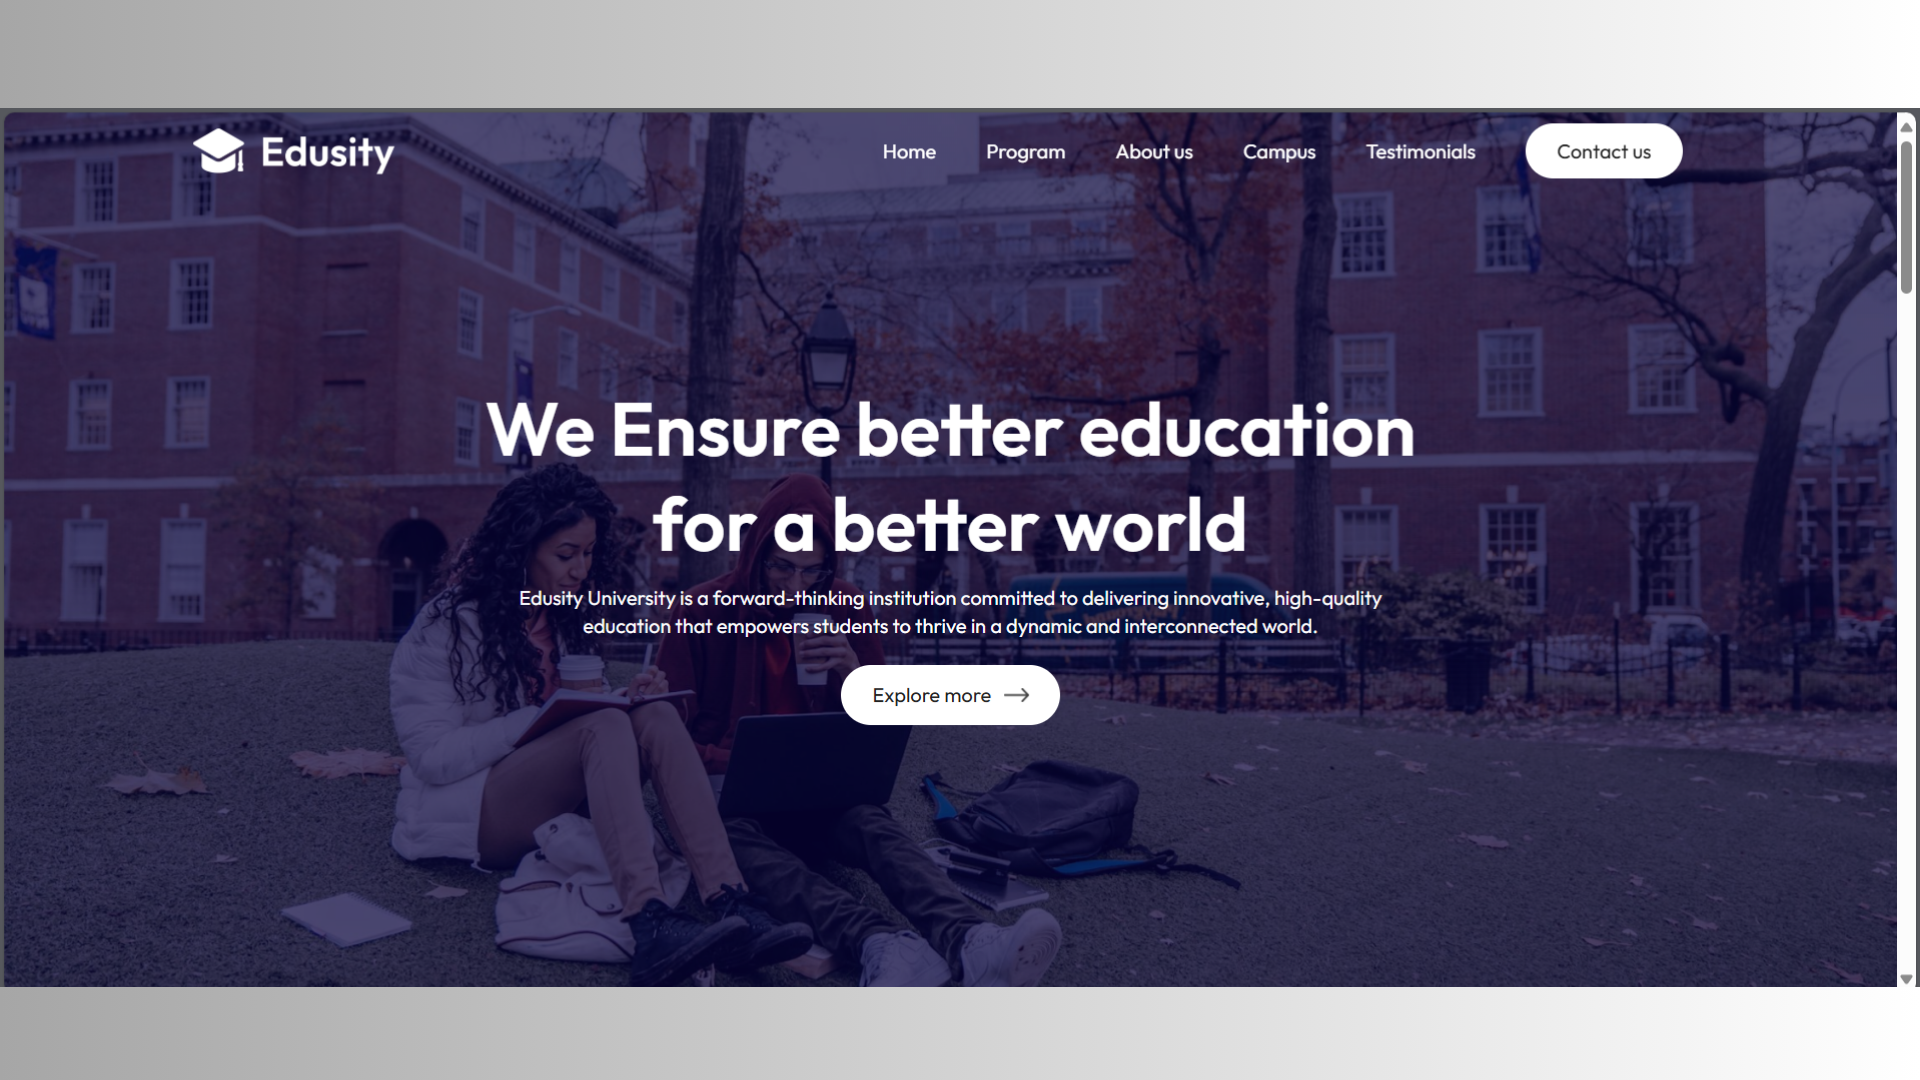 Edusity
Home Program About us Campus Testimonials Contact us
We Ensure better education
for a better world
Edusity University is a forward-thinking institution committed to delivering innovative, high-quality
education that empowers students to thrive in a dynamic and interconnected world.
Explore more